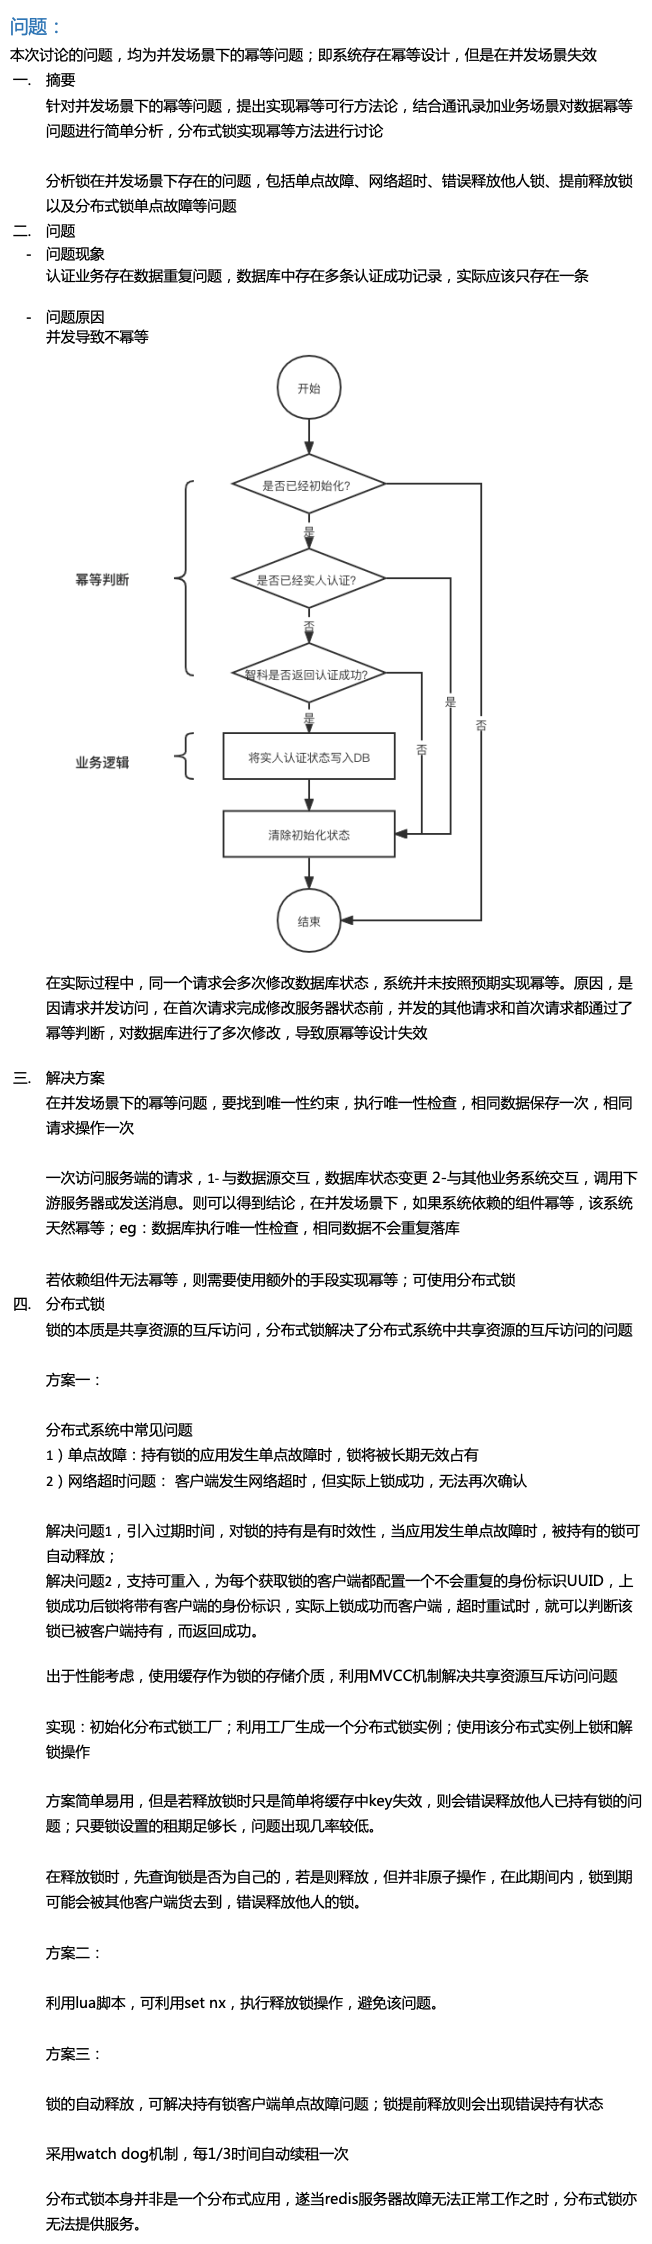 问题：
本次讨论的问题，均为并发场景下的幂等问题；即系统存在幂等设计，但是在并发场景失效
一. 摘要
针对并发场景下的幂等问题，提出实现幂等可行方法论，结合通讯录加业务场景对数据幂等
问题进行简单分析，分布式锁实现幂等方法进行讨论
分析锁在并发场景下存在的问题，包括单点故障、网络超时、错误释放他人锁、提前释放锁
以及分布式锁单点故障等问题
二. 问题
- 问题现象
认证业务存在数据重复问题，数据库中存在多条认证成功记录，实际应该只存在一条
- 问题原因
并发导致不幂等
开始
是否已经初始化?
是
幂等判断
是否已经实人认证?
否
智科是否返回认证成功?
是
是
否
否
业务逻辑
将实人认证状态写入DB
清除初始化状态
结束
在实际过程中，同一个请求会多次修改数据库状态，系统并未按照预期实现幂等。原因，是
因请求并发访问，在首次请求完成修改服务器状态前，并发的其他请求和首次请求都通过了
幂等判断，对数据库进行了多次修改，导致原幂等设计失效
三. 解决方案
在并发场景下的幂等问题，要找到唯一性约束，执行唯一性检查，相同数据保存一次，相同
请求操作一次
一次访问服务端的请求，1- 与数据源交互，数据库状态变更 2-与其他业务系统交互，调用下
游服务器或发送消息。则可以得到结论，在并发场景下，如果系统依赖的组件幂等，该系统
天然幂等；eg：数据库执行唯一性检查，相同数据不会重复落库
若依赖组件无法幂等，则需要使用额外的手段实现幂等；可使用分布式锁
四. 分布式锁
锁的本质是共享资源的互斥访问，分布式锁解决了分布式系统中共享资源的互斥访问的问题
方案一：
分布式系统中常见问题
1）单点故障：持有锁的应用发生单点故障时，锁将被长期无效占有
2）网络超时问题： 客户端发生网络超时，但实际上锁成功，无法再次确认
解决问题1，引入过期时间，对锁的持有是有时效性，当应用发生单点故障时，被持有的锁可
自动释放；
解决问题2，支持可重入，为每个获取锁的客户端都配置一个不会重复的身份标识UUID，上
锁成功后锁将带有客户端的身份标识，实际上锁成功而客户端，超时重试时，就可以判断该
锁已被客户端持有，而返回成功。
出于性能考虑，使用缓存作为锁的存储介质，利用MVCC机制解决共享资源互斥访问问题
实现：初始化分布式锁工厂；利用工厂生成一个分布式锁实例；使用该分布式实例上锁和解
锁操作
方案简单易用，但是若释放锁时只是简单将缓存中key失效，则会错误释放他人已持有锁的问
题；只要锁设置的租期足够长，问题出现几率较低。
在释放锁时，先查询锁是否为自己的，若是则释放，但并非原子操作，在此期间内，锁到期
可能会被其他客户端货去到，错误释放他人的锁。
方案二：
利用lua脚本，可利用set nx，执行释放锁操作，避免该问题。
方案三：
锁的自动释放，可解决持有锁客户端单点故障问题；锁提前释放则会出现错误持有状态
采用watch dog机制，每1/3时间自动续租一次
分布式锁本身并非是一个分布式应用，遂当redis服务器故障无法正常工作之时，分布式锁亦
无法提供服务。